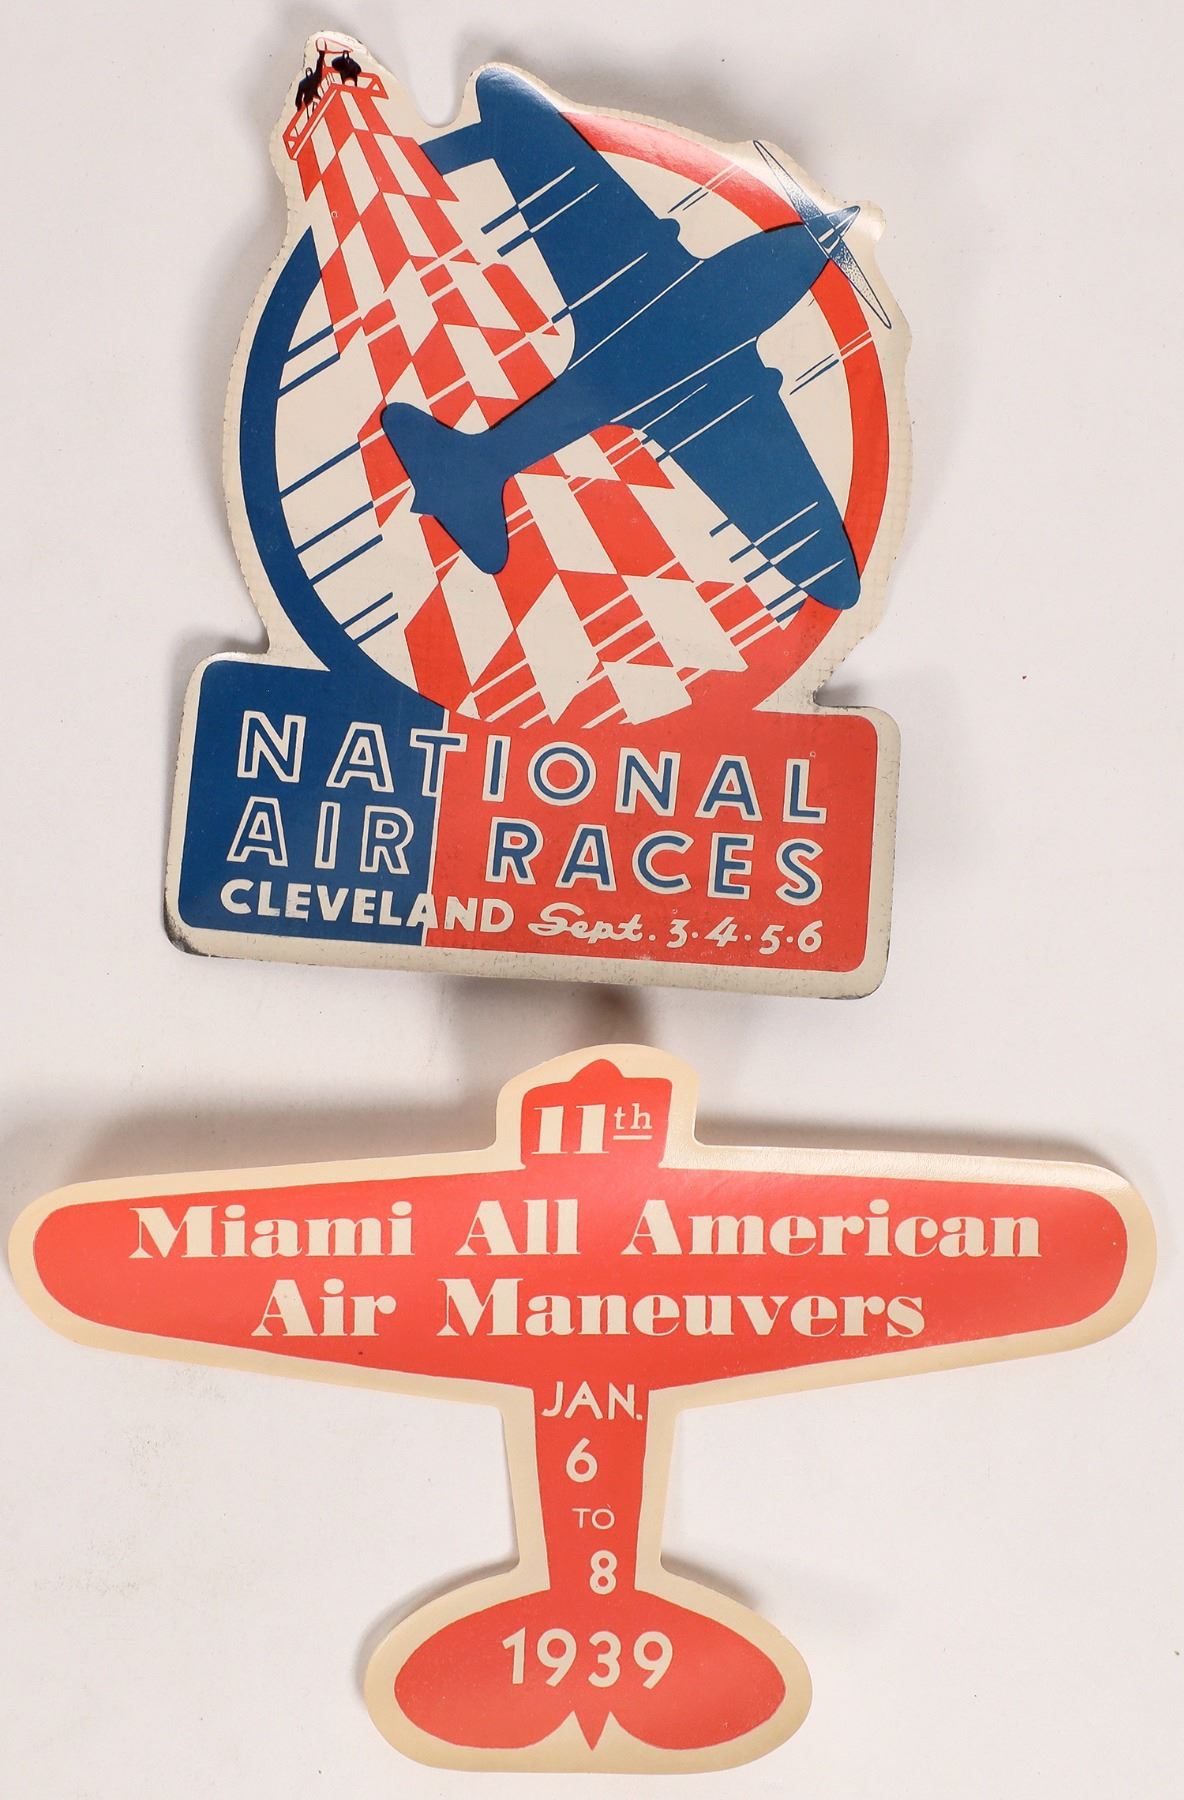 NATIONAL
AIR RACES
CLEVELAND Sept. 3·4·5·6
11th
Miami All American
Air Maneuvers
JAN.
6
TO
8
1939